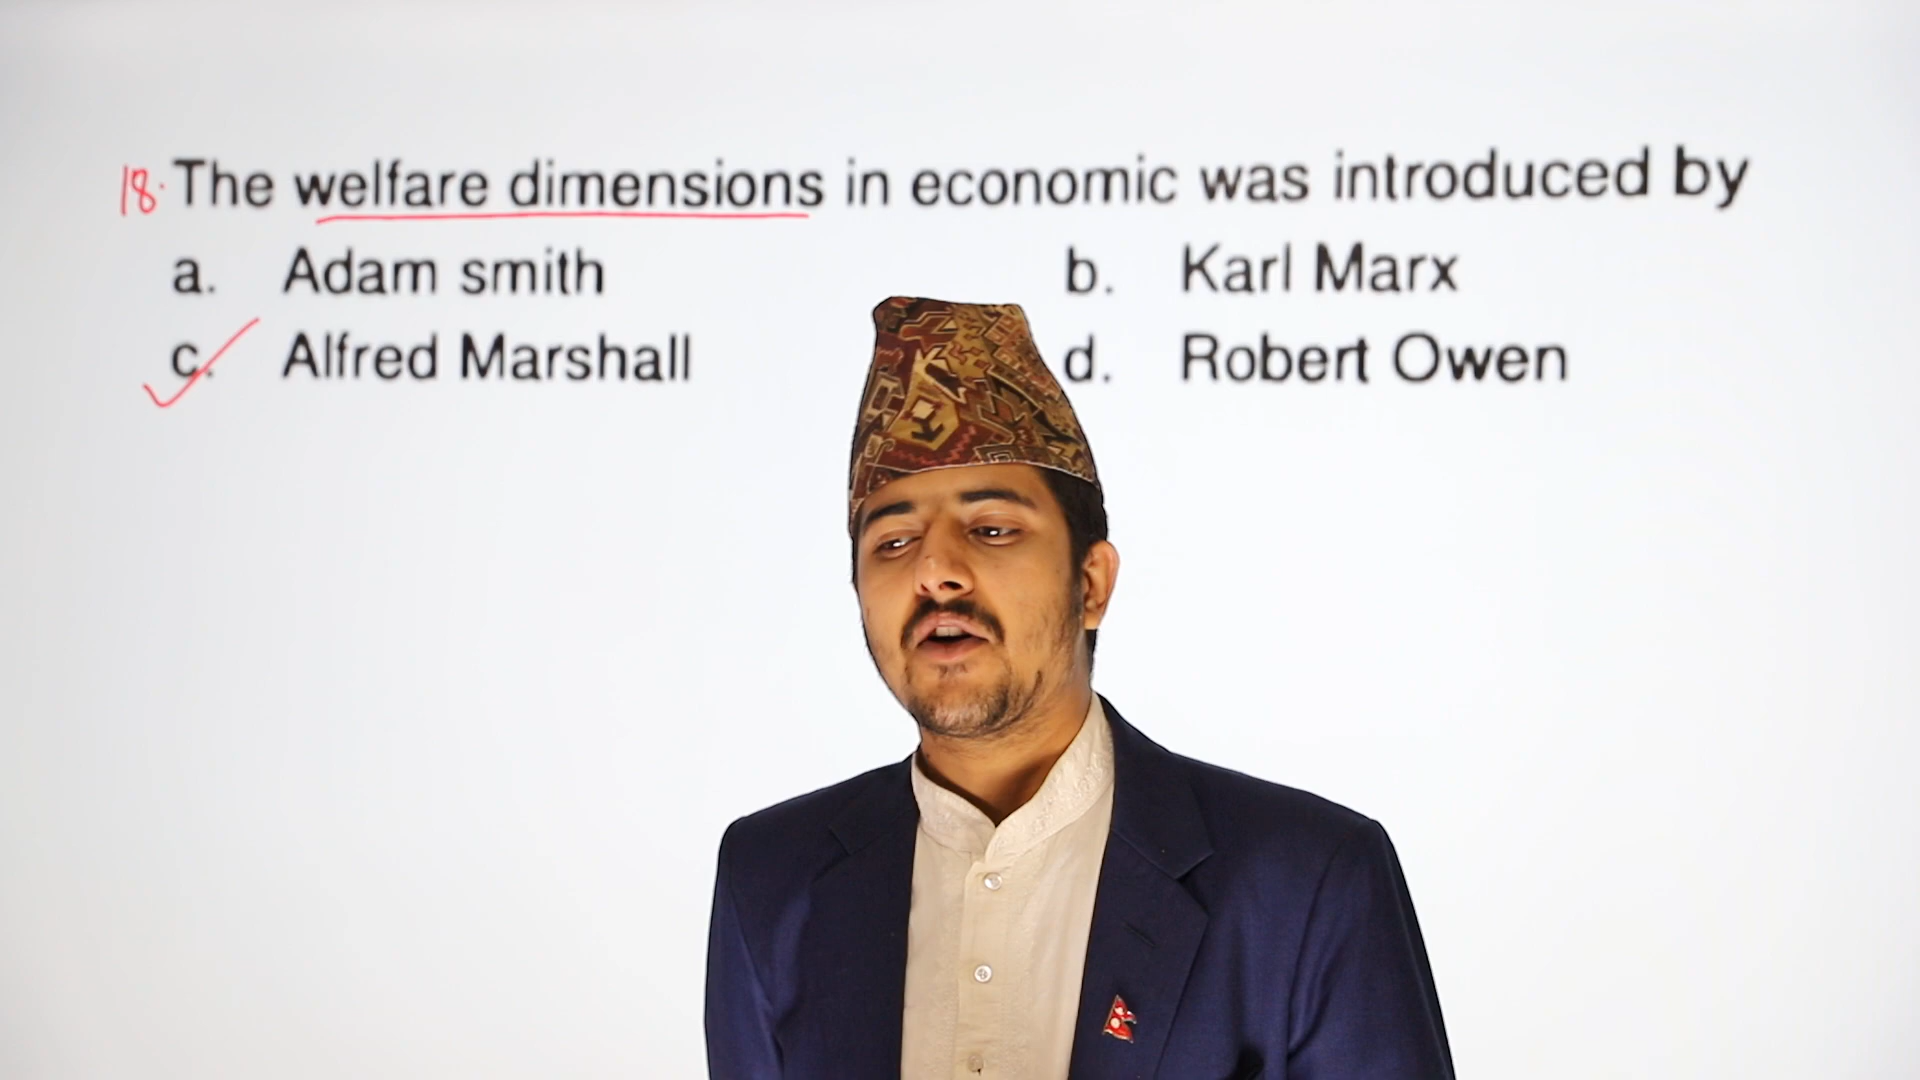 18. The welfare dimensions in economic was introduced by
a. Adam smith b. Karl Marx
c. Alfred Marshall d. Robert Owen